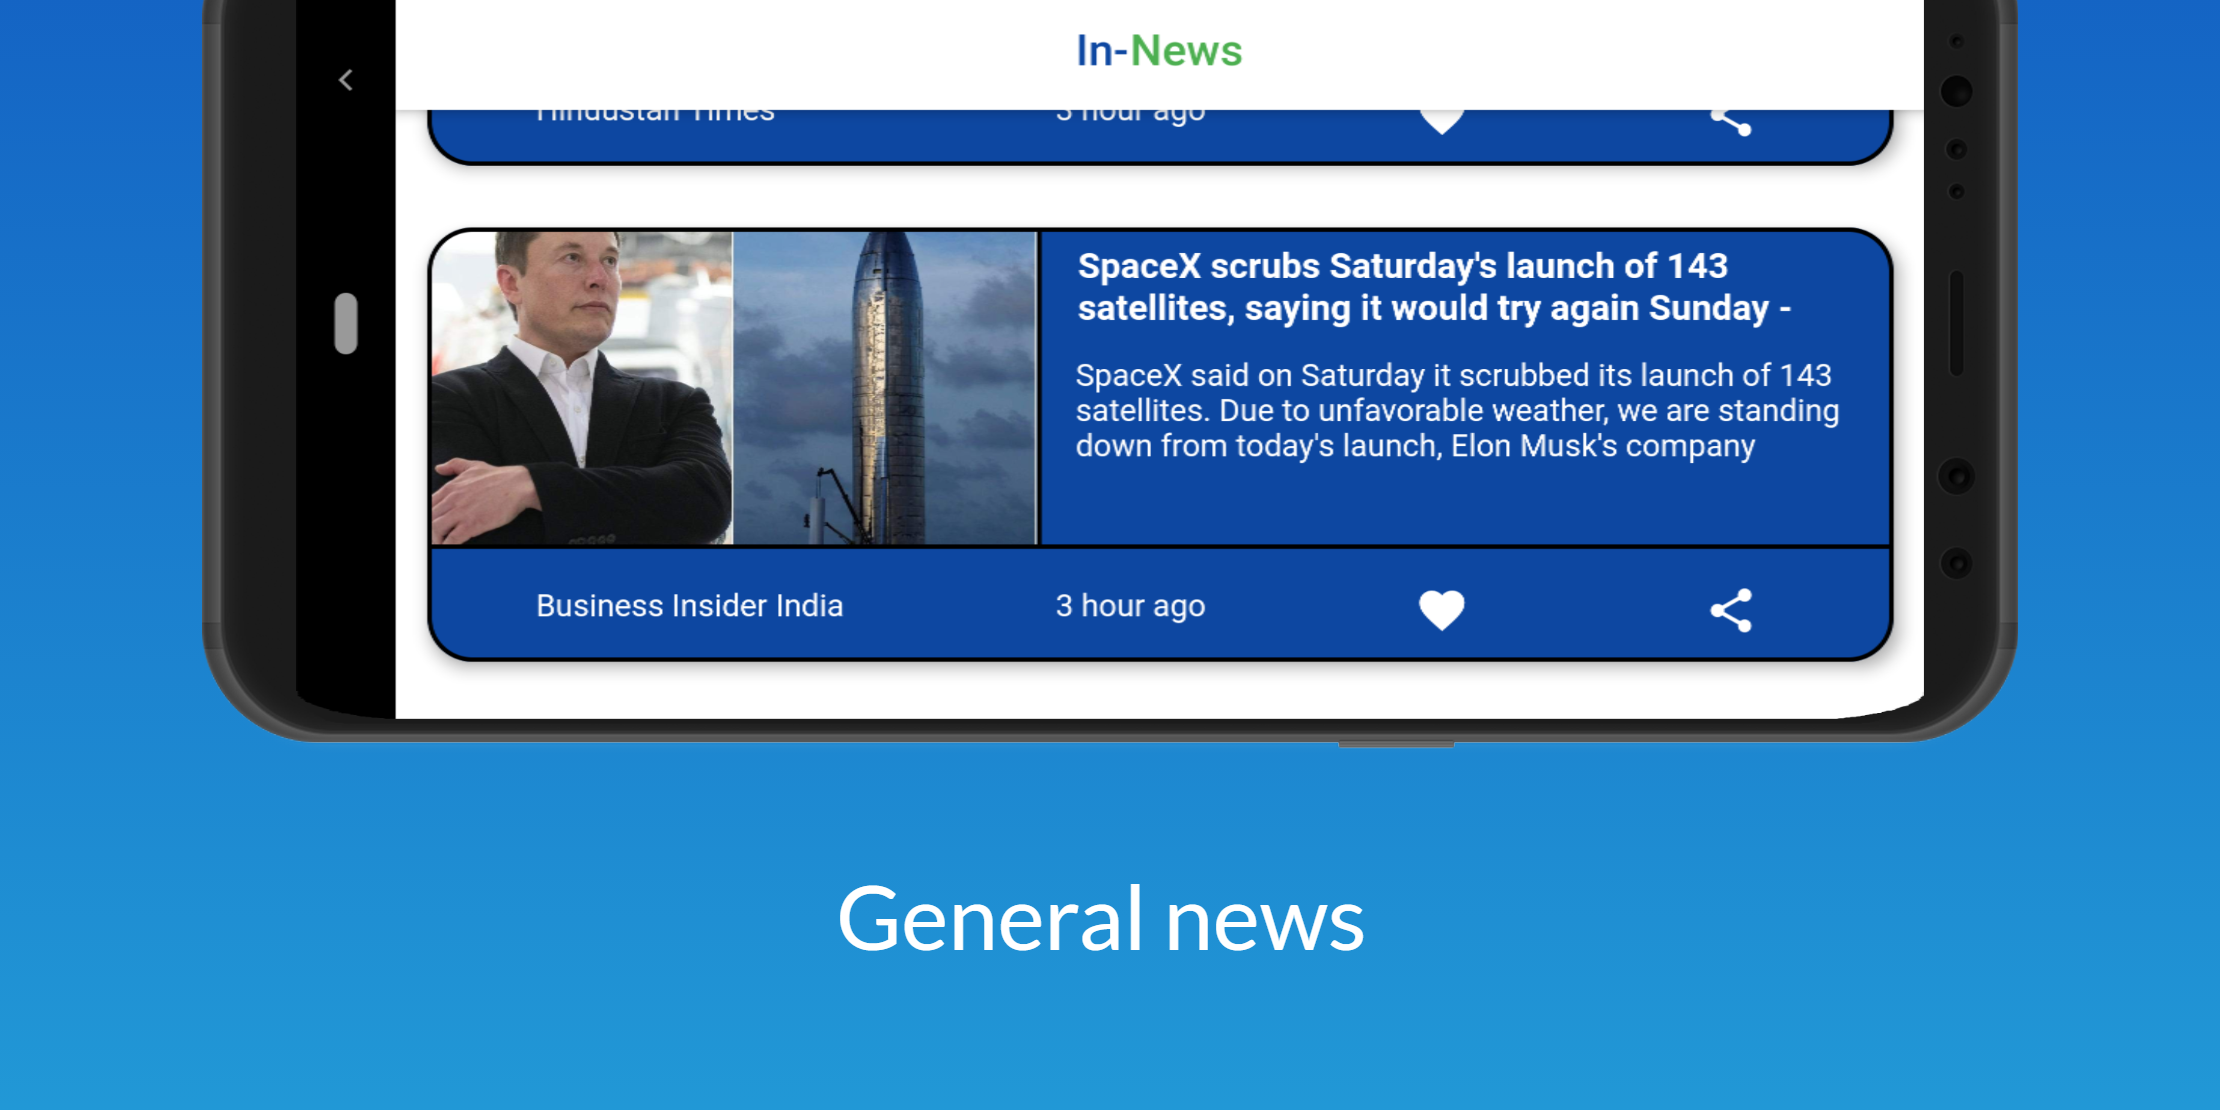 In-News
Hindustan Times
3 hour ago
SpaceX scrubs Saturday's launch of 143
satellites, saying it would try again Sunday -
SpaceX said on Saturday it scrubbed its launch of 143
satellites. Due to unfavorable weather, we are standing
down from today's launch, Elon Musk's company
Business Insider India
3 hour ago
General news